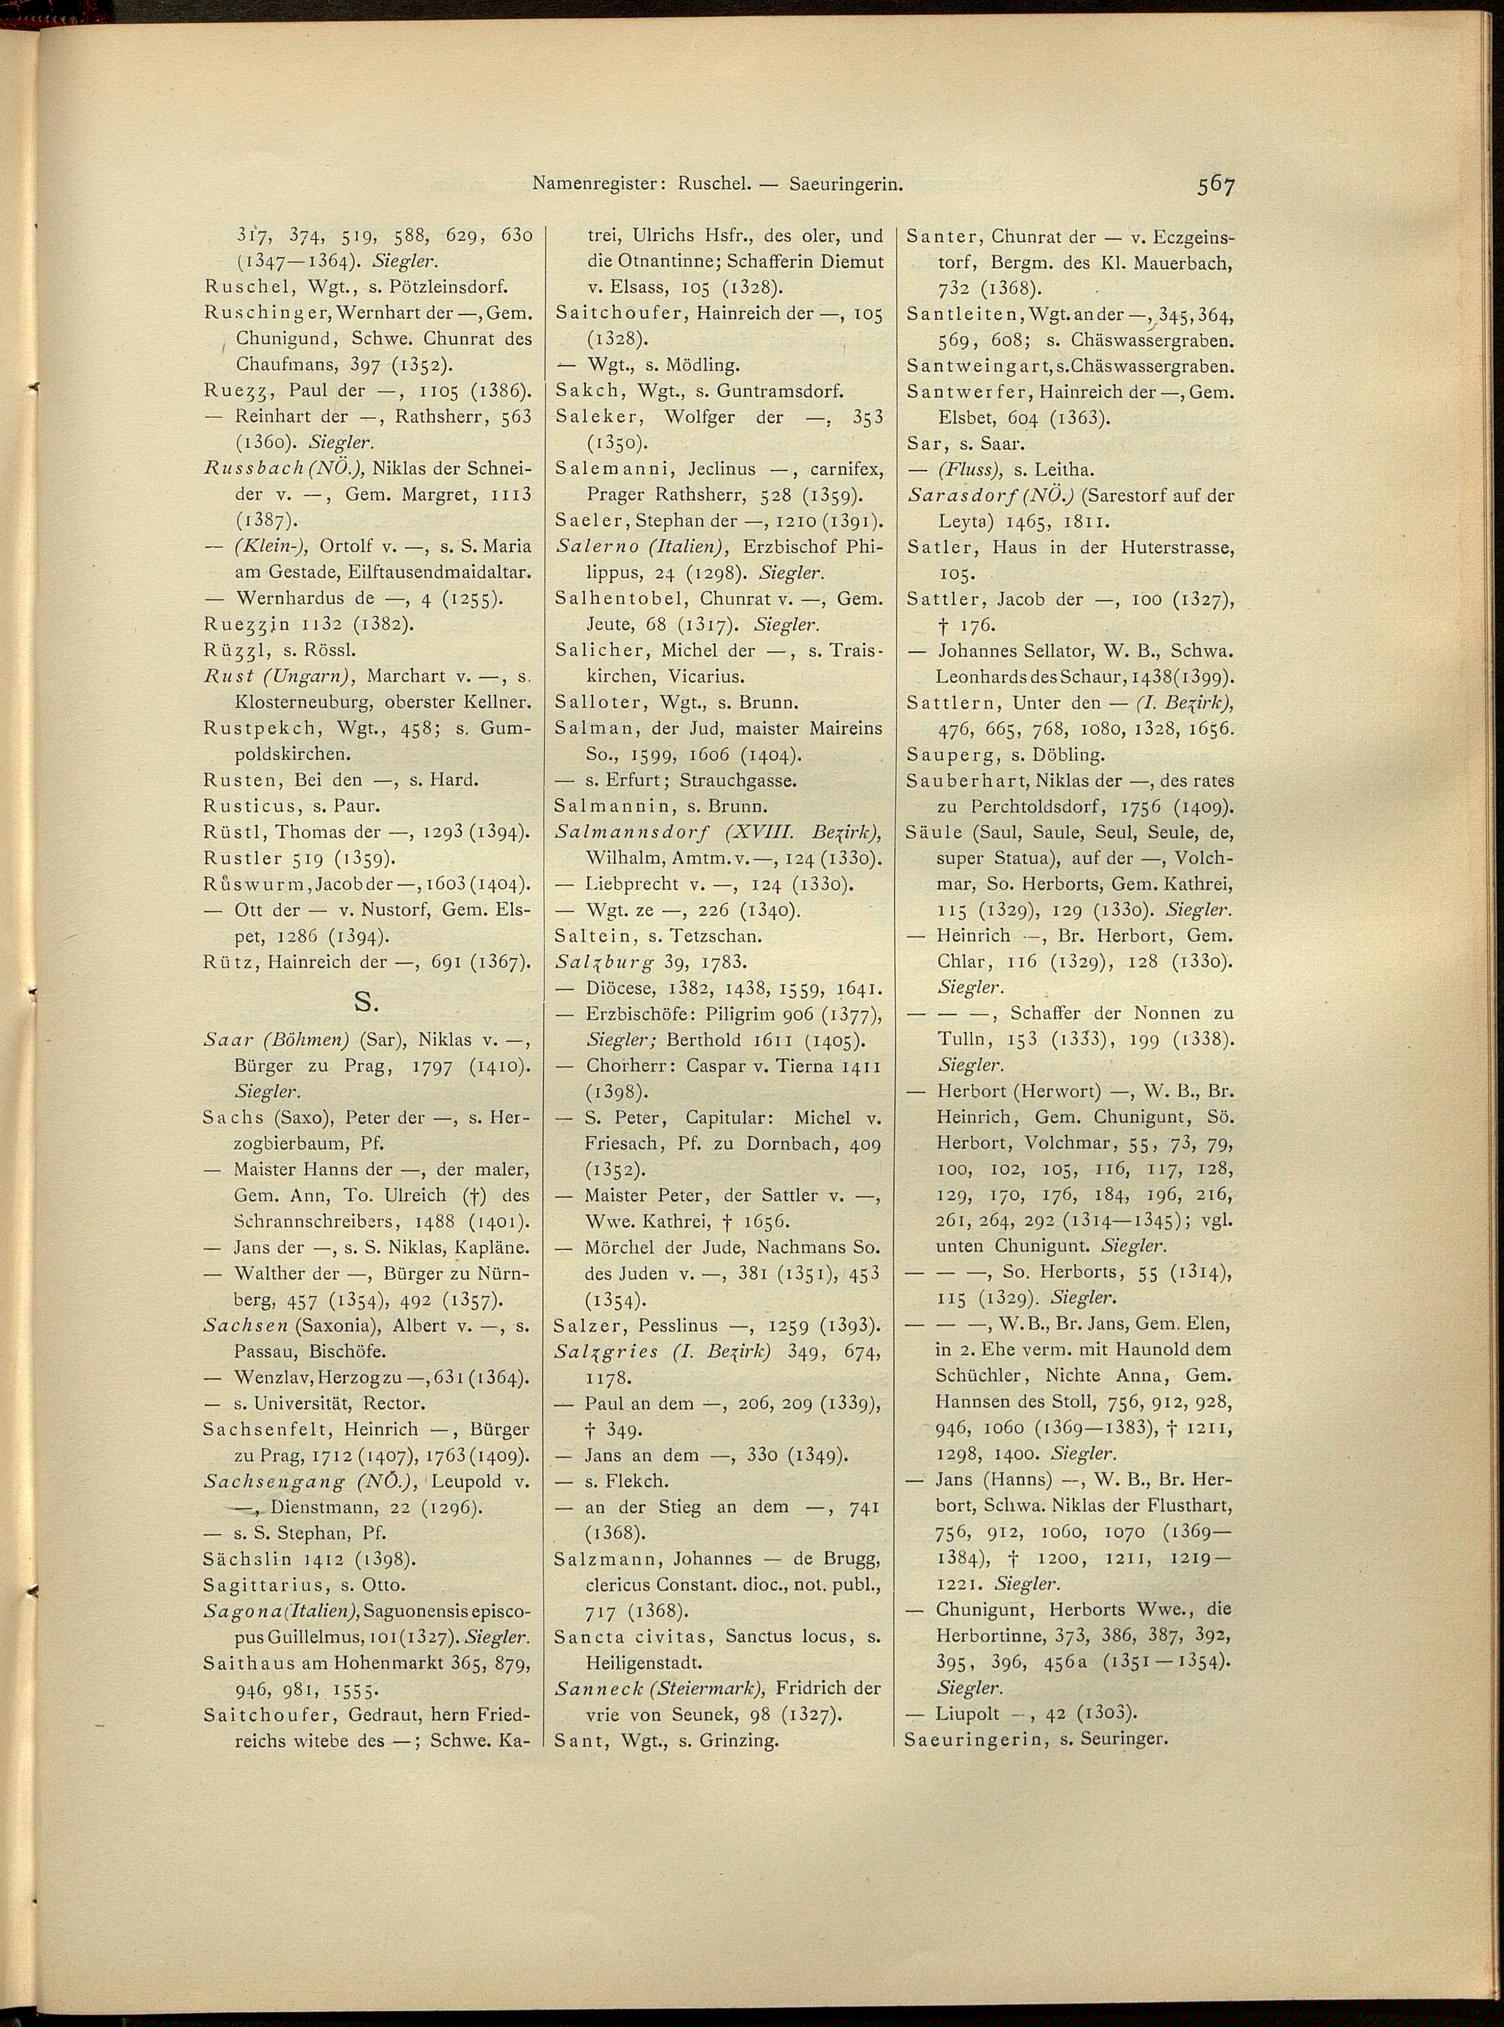 Namenregister: Ruschel. — Saeuringerin. 567
317, 374, 519, 588, 629, 630
(1347—1364). Siegler.
Ruschel, Wgt., s. Pötzleinsdorf.
Ruschinger, Wernhart der —, Gem.
Chunigund, Schwe. Chunrat des
Chaufmans, 397 (1352).
Ruezz, Paul der —, 1105 (1386).
— Reinhart der —, Rathsherr, 563
(1360). Siegler.
Russbach (NÖ.), Niklas der Schnei-
der v. —, Gem. Margret, 1113
(1387).
— (Klein-), Ortolf v. —, s. S. Maria
am Gestade, Eilftausendmaidaltar.
— Wernhardus de —, 4 (1255).
Ruezzin 1132 (1382).
Rüzzl, s. Rössl.
Rust (Ungarn), Marchart v. —, s.
Klosterneuburg, oberster Kellner.
Rustpekch, Wgt., 458; s. Gum-
poldskirchen.
Rusten, Bei den —, s. Hard.
Rusticus, s. Paur.
Rüstl, Thomas der —, 1293 (1394).
Rustler 519 (1359).
Růswurm, Jacob der —, 1603 (1404).
— Ott der — v. Nustorf, Gem. Els-
pet, 1286 (1394).
Rütz, Hainreich der —, 691 (1367).
S.
Saar (Böhmen) (Sar), Niklas v. —,
Bürger zu Prag, 1797 (1410).
Siegler.
Sachs (Saxo), Peter der —, s. Her-
zogbierbaum, Pf.
— Maister Hanns der —, der maler,
Gem. Ann, To. Ulreich (†) des
Schrannschreibers, 1488 (1401).
— Jans der —, s. S. Niklas, Kapläne.
— Walther der —, Bürger zu Nürn-
berg, 457 (1354), 492 (1357).
Sachsen (Saxonia), Albert v. —, s.
Passau, Bischöfe.
— Wenzlav, Herzog zu —, 631 (1364).
— s. Universität, Rector.
Sachsenfelt, Heinrich —, Bürger
zu Prag, 1712 (1407), 1763 (1409).
Sachsengang (NÖ.), Leupold v.
—, Dienstmann, 22 (1296).
— s. S. Stephan, Pf.
Sächslin 1412 (1398).
Sagittarius, s. Otto.
Sagona (Italien), Saguonensis episco-
pus Guillelmus, 101 (1327). Siegler.
Saithaus am Hohenmarkt 365, 879,
946, 981, 1555.
Saitchoufer, Gedraut, hern Fried-
reichs witebe des —; Schwe. Ka-
trei, Ulrichs Hsfr., des oler, und
die Otnantinne; Schafferin Diemut
v. Elsass, 105 (1328).
Saitchoufer, Hainreich der —, 105
(1328).
— Wgt., s. Mödling.
Sakch, Wgt., s. Guntramsdorf.
Saleker, Wolfger der —, 353
(1350).
Salemanni, Jeclinus —, carnifex,
Prager Rathsherr, 528 (1359).
Saeler, Stephan der —, 1210 (1391).
Salerno (Italien), Erzbischof Phi-
lippus, 24 (1298). Siegler.
Salhentobel, Chunrat v. —, Gem.
Jeute, 68 (1317). Siegler.
Salicher, Michel der —, s. Trais-
kirchen, Vicarius.
Salloter, Wgt., s. Brunn.
Salman, der Jud, maister Maireins
So., 1599, 1606 (1404).
— s. Erfurt; Strauchgasse.
Salmannin, s. Brunn.
Salmannsdorf (XVIII. Bezirk),
Wilhalm, Amtm. v. —, 124 (1330).
— Liebprecht v. —, 124 (1330).
— Wgt. ze —, 226 (1340).
Saltein, s. Tetzschan.
Salzburg 39, 1783.
— Diöcese, 1382, 1438, 1559, 1641.
— Erzbischöfe: Piligrim 906 (1377),
Siegler; Berthold 1611 (1405).
— Chorherr: Caspar v. Tierna 1411
(1398).
— S. Peter, Capitular: Michel v.
Friesach, Pf. zu Dornbach, 409
(1352).
— Maister Peter, der Sattler v. —,
Wwe. Kathrei, † 1656.
— Mörchel der Jude, Nachmans So.
des Juden v. —, 381 (1351), 453
(1354).
Salzer, Pesslinus —, 1259 (1393).
Salzgries (I. Bezirk) 349, 674,
1178.
— Paul an dem —, 206, 209 (1339),
† 349.
— Jans an dem —, 330 (1349).
— s. Flekch.
— an der Stieg an dem —, 741
(1368).
Salzmann, Johannes — de Brugg,
clericus Constant. dioc., not. publ.,
717 (1368).
Sancta civitas, Sanctus locus, s.
Heiligenstadt.
Sanneck (Steiermark), Fridrich der
vrie von Seunek, 98 (1327).
Sant, Wgt., s. Grinzing.
Santer, Chunrat der — v. Eczgeins-
torf, Bergm. des Kl. Mauerbach,
732 (1368).
Santleiten, Wgt. an der —, 345, 364,
569, 608; s. Chäswassergraben.
Santweingart, s. Chäswassergraben.
Santwerfer, Hainreich der —, Gem.
Elsbet, 604 (1363).
Sar, s. Saar.
— (Fluss), s. Leitha.
Sarasdorf (NÖ.) (Sarestorf auf der
Leyta) 1465, 1811.
Satler, Haus in der Huterstrasse,
105.
Sattler, Jacob der —, 100 (1327),
† 176.
— Johannes Sellator, W. B., Schwa.
Leonhards des Schaur, 1438 (1399).
Sattlern, Unter den — (I. Bezirk),
476, 665, 768, 1080, 1328, 1656.
Sauperg, s. Döbling.
Sauberhart, Niklas der —, des rates
zu Perchtoldsdorf, 1756 (1409).
Säule (Saul, Saule, Seul, Seule, de,
super Statua), auf der —, Volch-
mar, So. Herborts, Gem. Kathrei,
115 (1329), 129 (1330). Siegler.
— Heinrich —, Br. Herbort, Gem.
Chlar, 116 (1329), 128 (1330).
Siegler.
— — —, Schaffer der Nonnen zu
Tulln, 153 (1333), 199 (1338).
Siegler.
— Herbort (Herwort) —, W. B., Br.
Heinrich, Gem. Chunigunt, Sö.
Herbort, Volchmar, 55, 73, 79,
100, 102, 105, 116, 117, 128,
129, 170, 176, 184, 196, 216,
261, 264, 292 (1314—1345); vgl.
unten Chunigunt. Siegler.
— — —, So. Herborts, 55 (1314),
115 (1329). Siegler.
— — —, W. B., Br. Jans, Gem. Elen,
in 2. Ehe verm. mit Haunold dem
Schüchler, Nichte Anna, Gem.
Hannsen des Stoll, 756, 912, 928,
946, 1060 (1369—1383), † 1211,
1298, 1400. Siegler.
— Jans (Hanns) —, W. B., Br. Her-
bort, Schwa. Niklas der Flusthart,
756, 912, 1060, 1070 (1369—
1384), † 1200, 1211, 1219—
1221. Siegler.
— Chunigunt, Herborts Wwe., die
Herbortinne, 373, 386, 387, 392,
395, 396, 456a (1351—1354).
Siegler.
— Liupolt —, 42 (1303).
Saeuringerin, s. Seuringer.